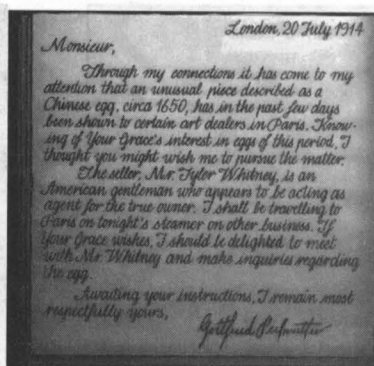 London, 20 July 1914
Monsieur,
Through my connections it has come to my
attention that an unusual piece described as a
Chinese egg, circa 1650, has in the past few days
been shown to certain art dealers in Paris. Know-
ing of Your Grace's interest in eggs of this period, I
thought you might wish me to pursue the matter.
The seller, Mr. Tyler Whitney, is an
American gentleman who appears to be acting as
agent for the true owner. I shall be travelling to
Paris on tonight's steamer on other business. If
Your Grace wishes, I should be delighted to meet
with Mr. Whitney and make inquiries regarding
the egg.
Awaiting your instructions, I remain most
respectfully yours,
Gottfried